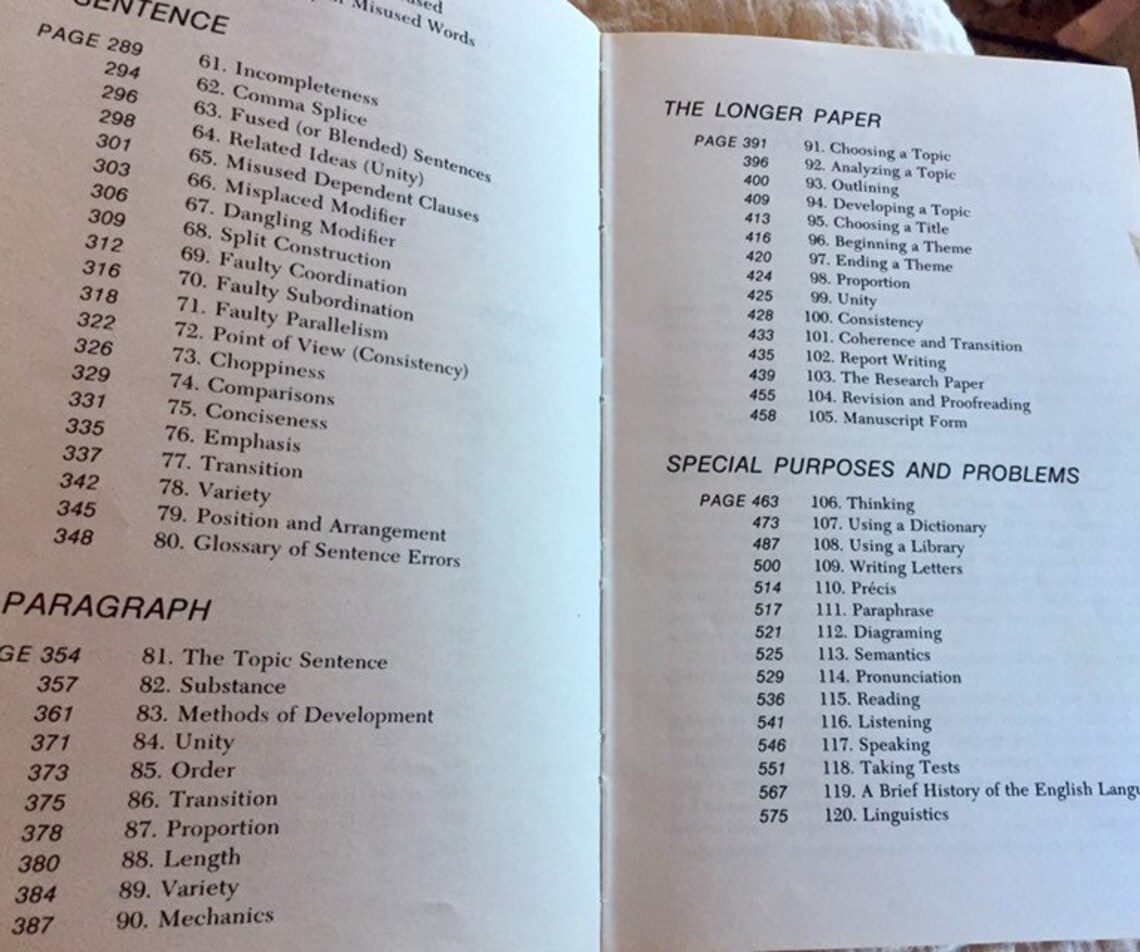 Misused Words
SENTENCE
PAGE 289 61. Incompleteness
294 62. Comma Splice
296 63. Fused (or Blended) Sentences
298 64. Related Ideas (Unity)
301 65. Misused Dependent Clauses
303 66. Misplaced Modifier
306 67. Dangling Modifier
309 68. Split Construction
312 69. Faulty Coordination
316 70. Faulty Subordination
318 71. Faulty Parallelism
322 72. Point of View (Consistency)
326 73. Choppiness
329 74. Comparisons
331 75. Conciseness
335 76. Emphasis
337 77. Transition
342 78. Variety
345 79. Position and Arrangement
348 80. Glossary of Sentence Errors
PARAGRAPH
GE 354 81. The Topic Sentence
357 82. Substance
361 83. Methods of Development
371 84. Unity
373 85. Order
375 86. Transition
378 87. Proportion
380 88. Length
384 89. Variety
387 90. Mechanics
THE LONGER PAPER
PAGE 391 91. Choosing a Topic
396 92. Analyzing a Topic
400 93. Outlining
409 94. Developing a Topic
413 95. Choosing a Title
416 96. Beginning a Theme
420 97. Ending a Theme
424 98. Proportion
425 99. Unity
428 100. Consistency
433 101. Coherence and Transition
435 102. Report Writing
439 103. The Research Paper
455 104. Revision and Proofreading
458 105. Manuscript Form
SPECIAL PURPOSES AND PROBLEMS
PAGE 463 106. Thinking
473 107. Using a Dictionary
487 108. Using a Library
500 109. Writing Letters
514 110. Précis
517 111. Paraphrase
521 112. Diagraming
525 113. Semantics
529 114. Pronunciation
536 115. Reading
541 116. Listening
546 117. Speaking
551 118. Taking Tests
567 119. A Brief History of the English Langu
575 120. Linguistics